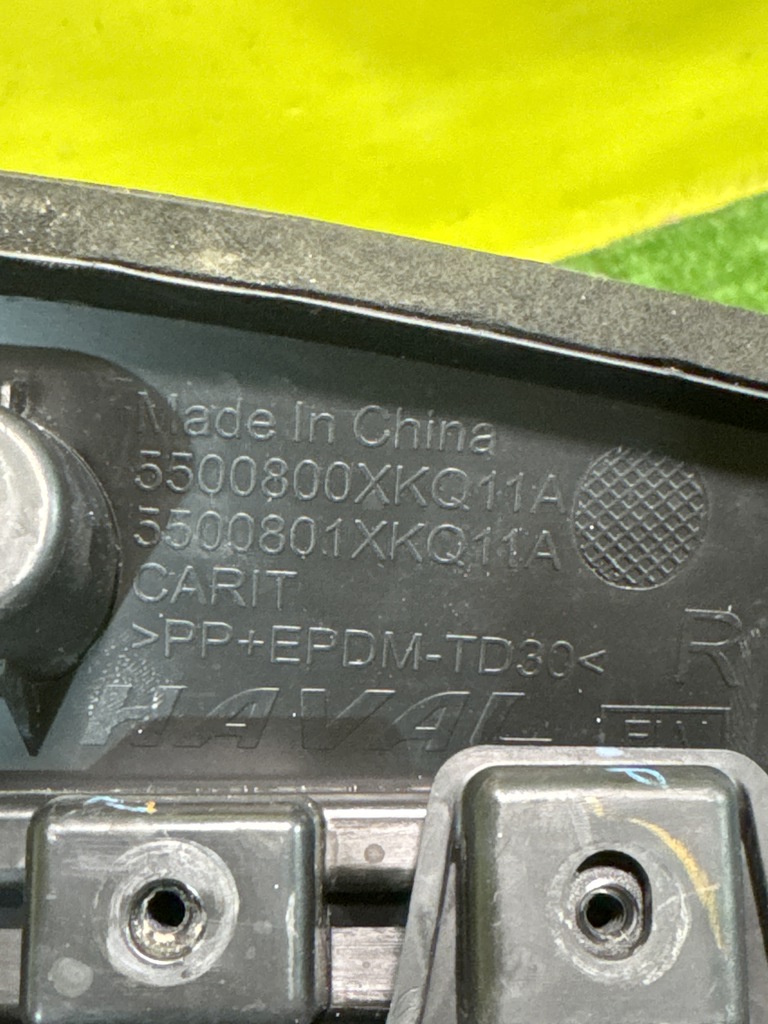 Made In China
5500800XKQ11A
5500801XKQ11A
CARIT
>PP+EPDM-TD30<
R
HAVAL